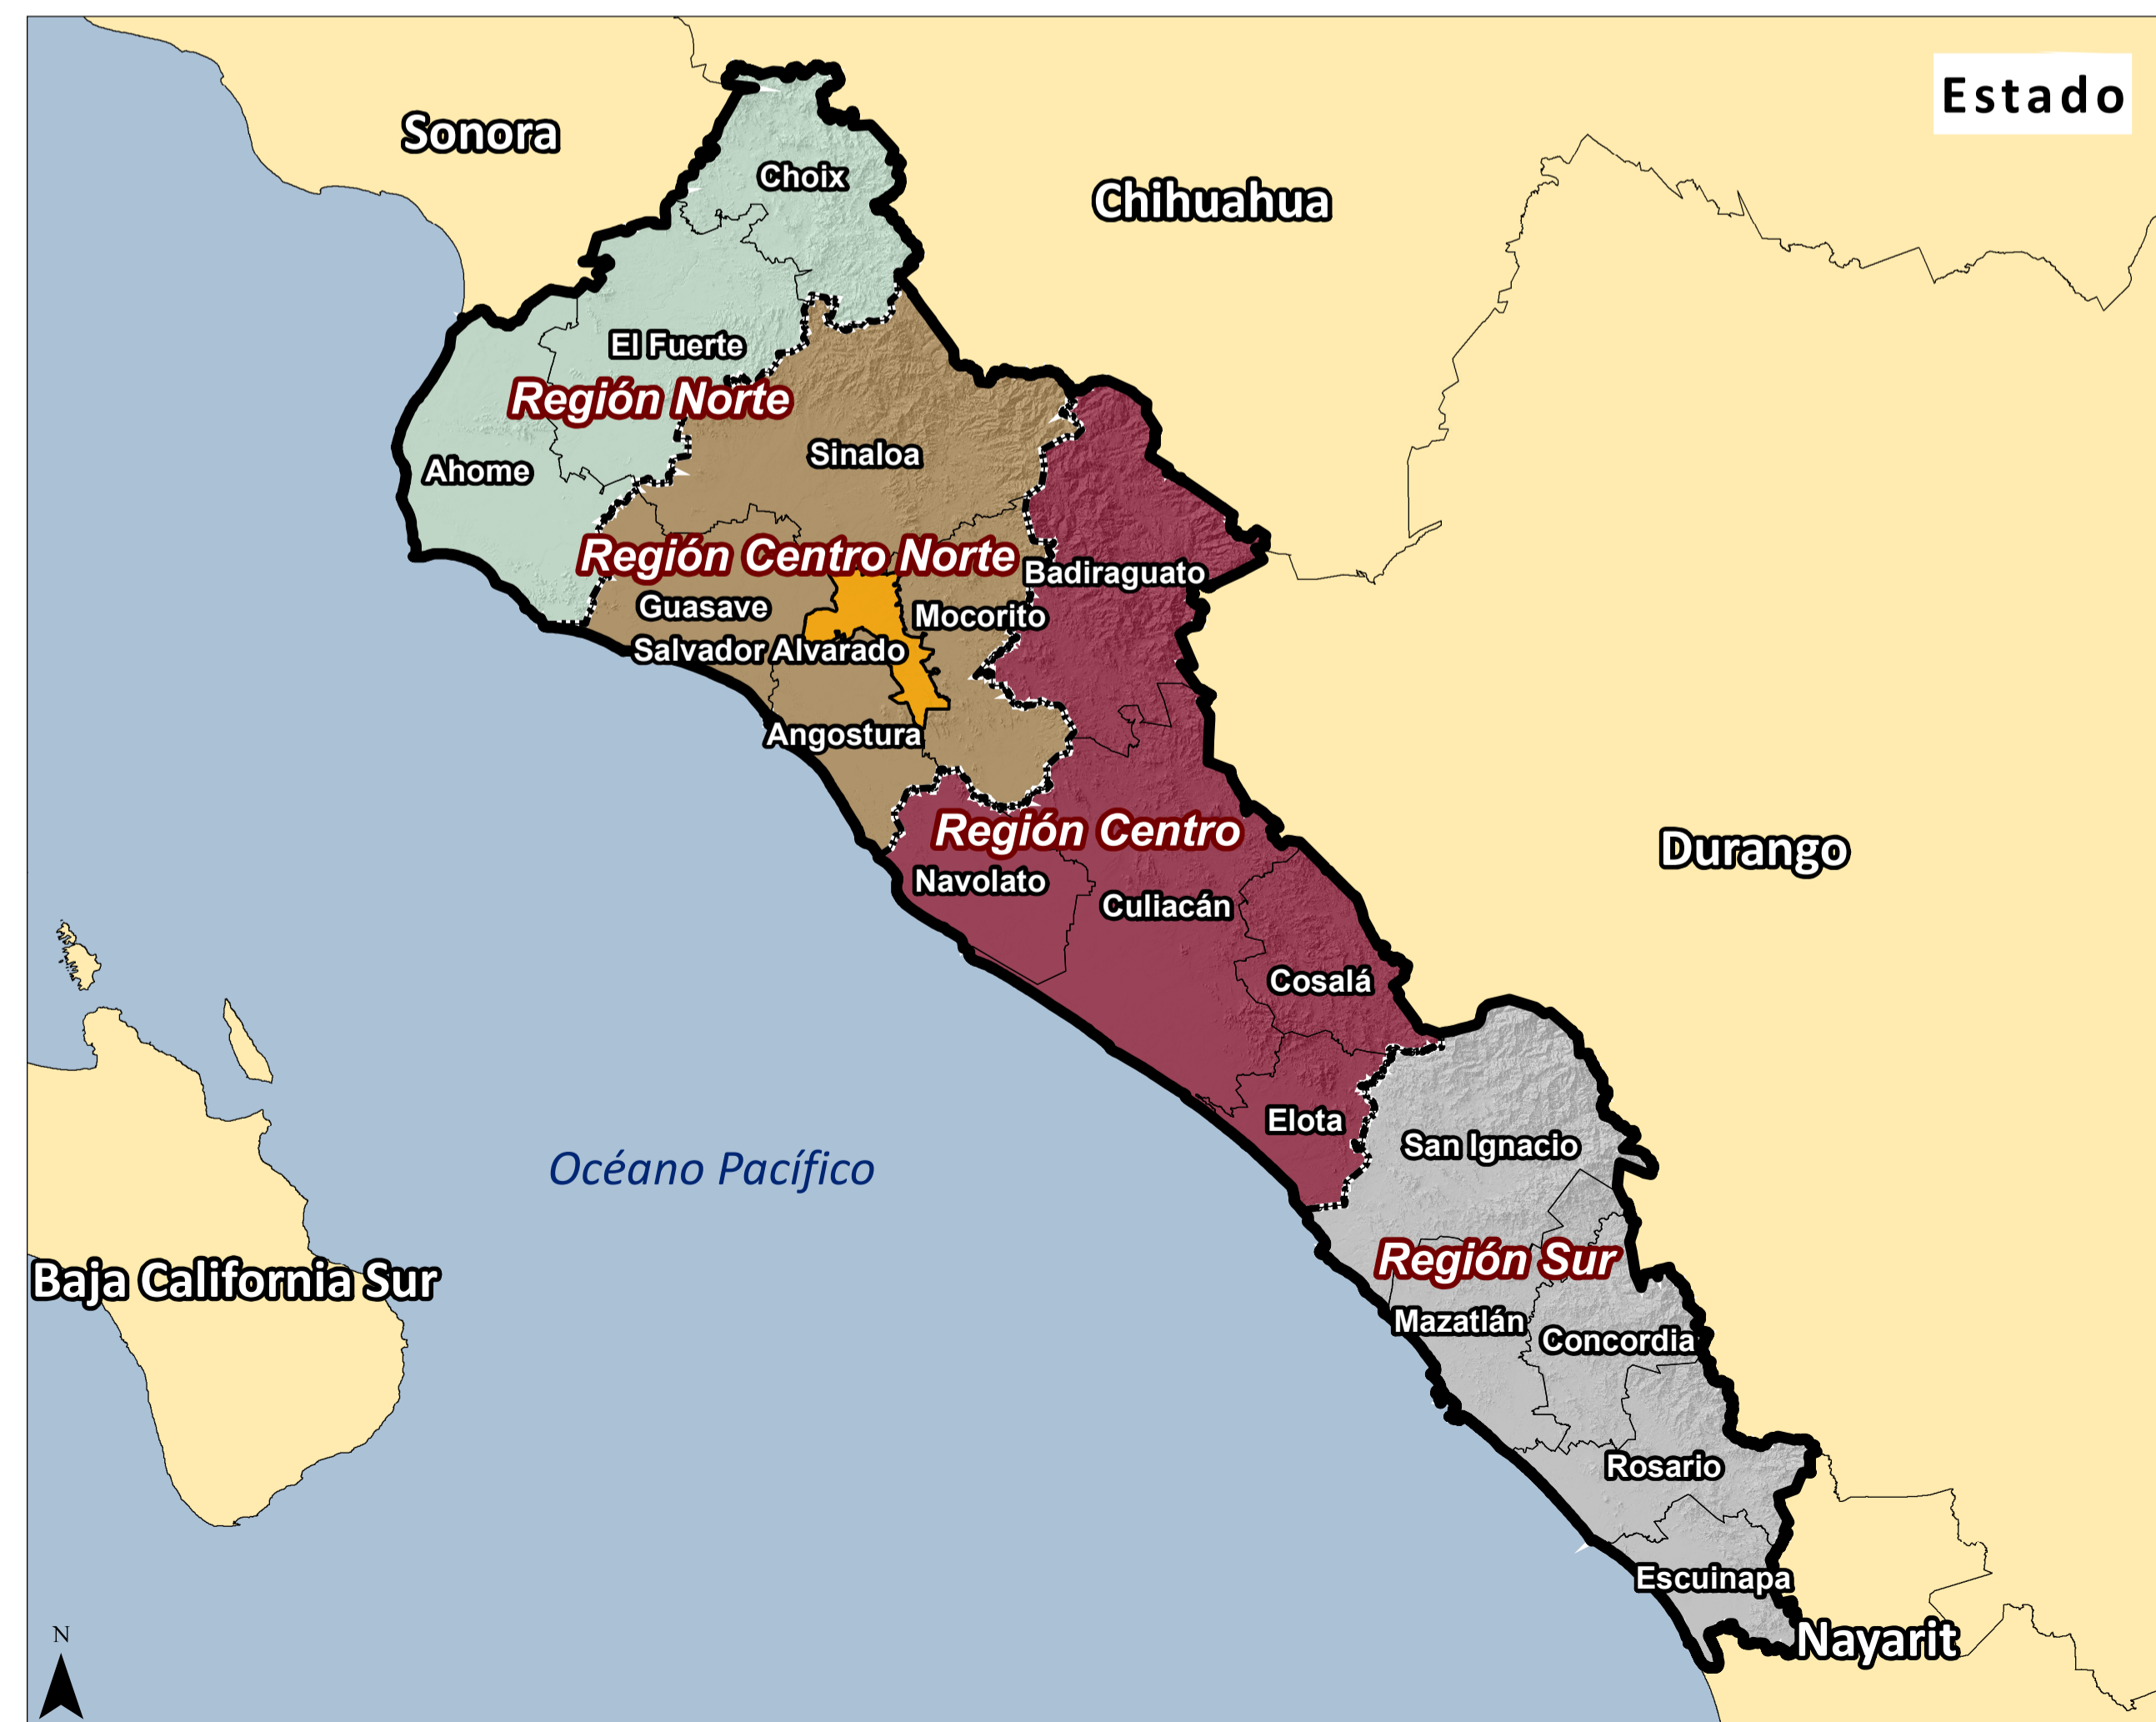 Estado
Sonora
Choix
Chihuahua
El Fuerte
Región Norte
Sinaloa
Ahome
Región Centro Norte
Badiraguato
Guasave
Mocorito
Salvador Alvarado
Angostura
Región Centro
Durango
Navolato
Culiacán
Cosalá
Elota
San Ignacio
Océano Pacífico
Región Sur
Baja California Sur
Mazatlán
Concordia
Rosario
Escuinapa
Nayarit
N